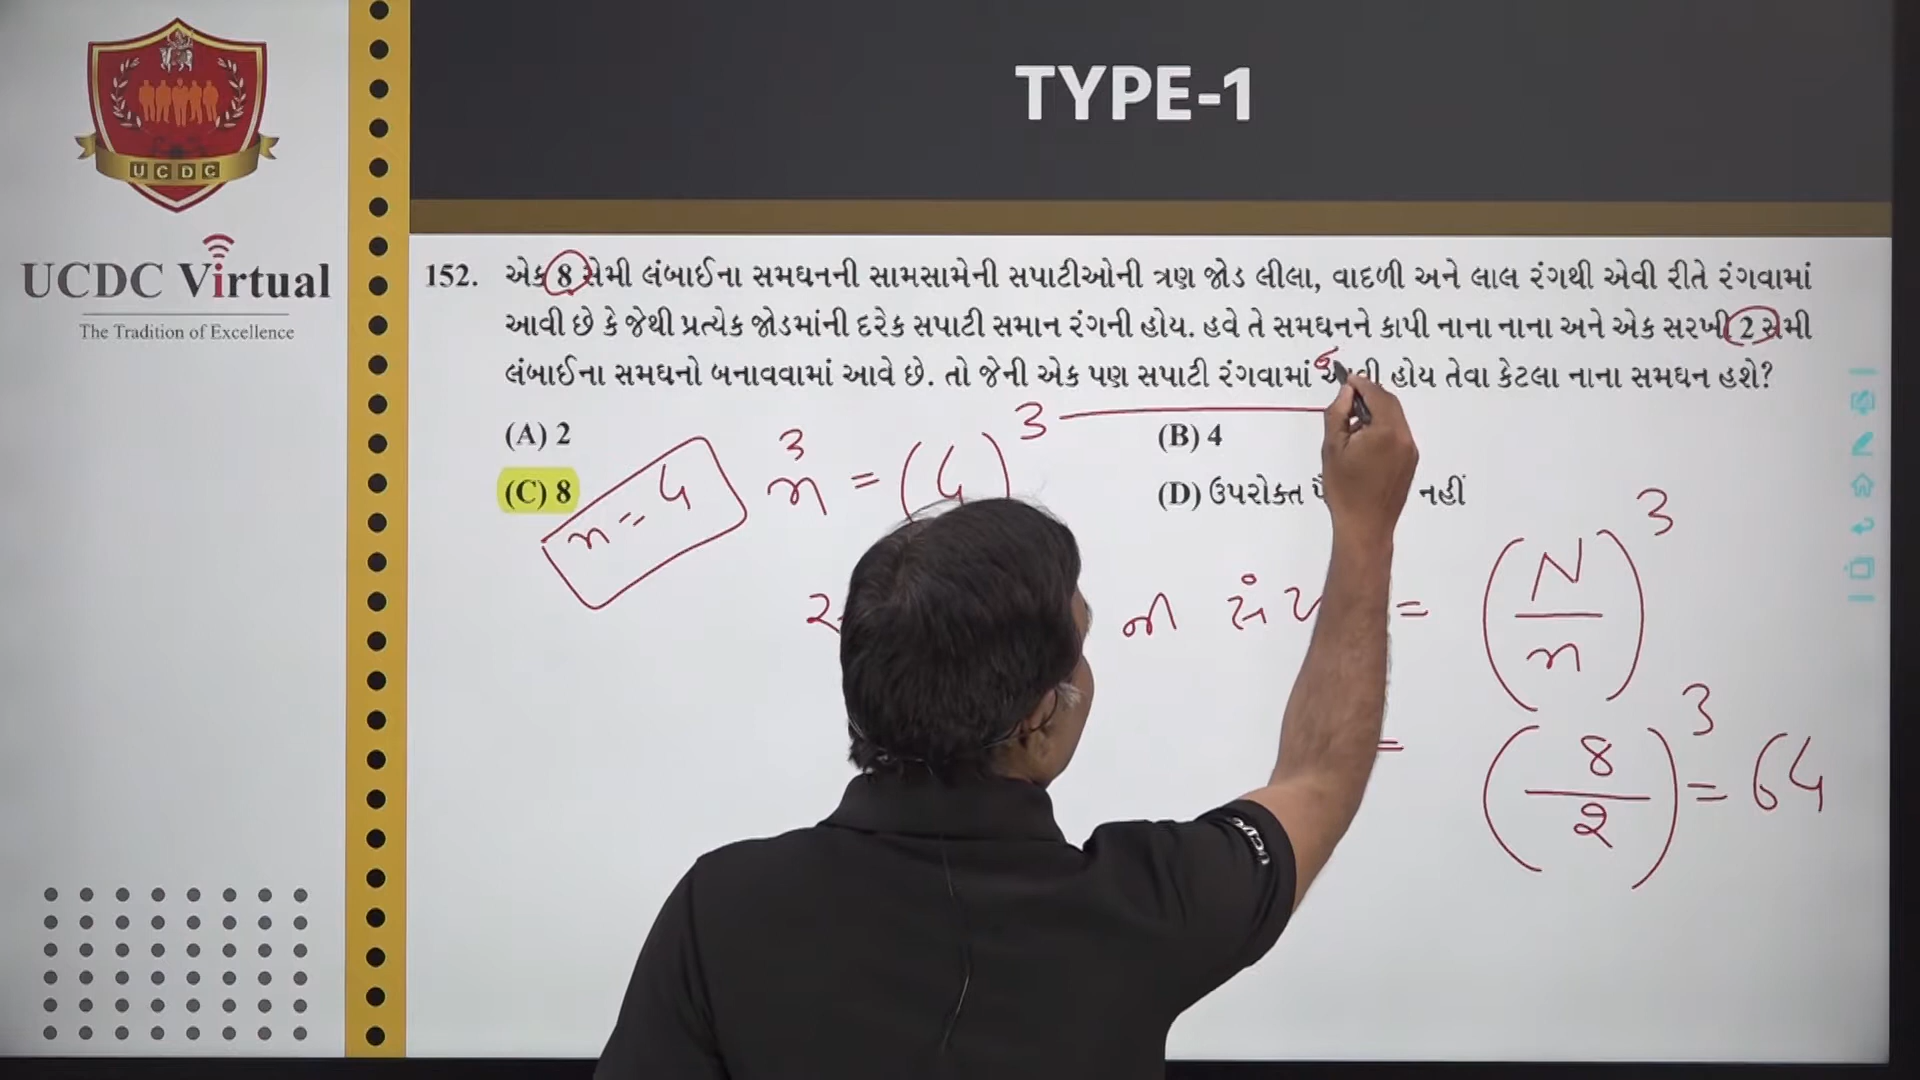 TYPE-1
UCDC
UCDC Virtual
The Tradition of Excellence
152. એક 8 સેમી લંબાઈના સમઘનની સામસામેની સપાટીઓની ત્રણ જોડ લીલા, વાદળી અને લાલ રંગથી એવી રીતે રંગવામાં
આવી છે કે જેથી પ્રત્યેક જોડમાંની દરેક સપાટી સમાન રંગની હોય. હવે તે સમઘનને કાપી નાના નાના અને એક સરખી 2 સેમી
લંબાઈના સમઘનો બનાવવામાં આવે છે. તો જેની એક પણ સપાટી રંગવામાં હોય તેવા કેટલા નાના સમઘન હશે?
(A) 2
(B) 4
(C) 8
(D) ઉપરોક્ત નહીં
n = 4
n³ = (4)³
ની = (N/n)³
= (8/2)³ = 64
UCDC